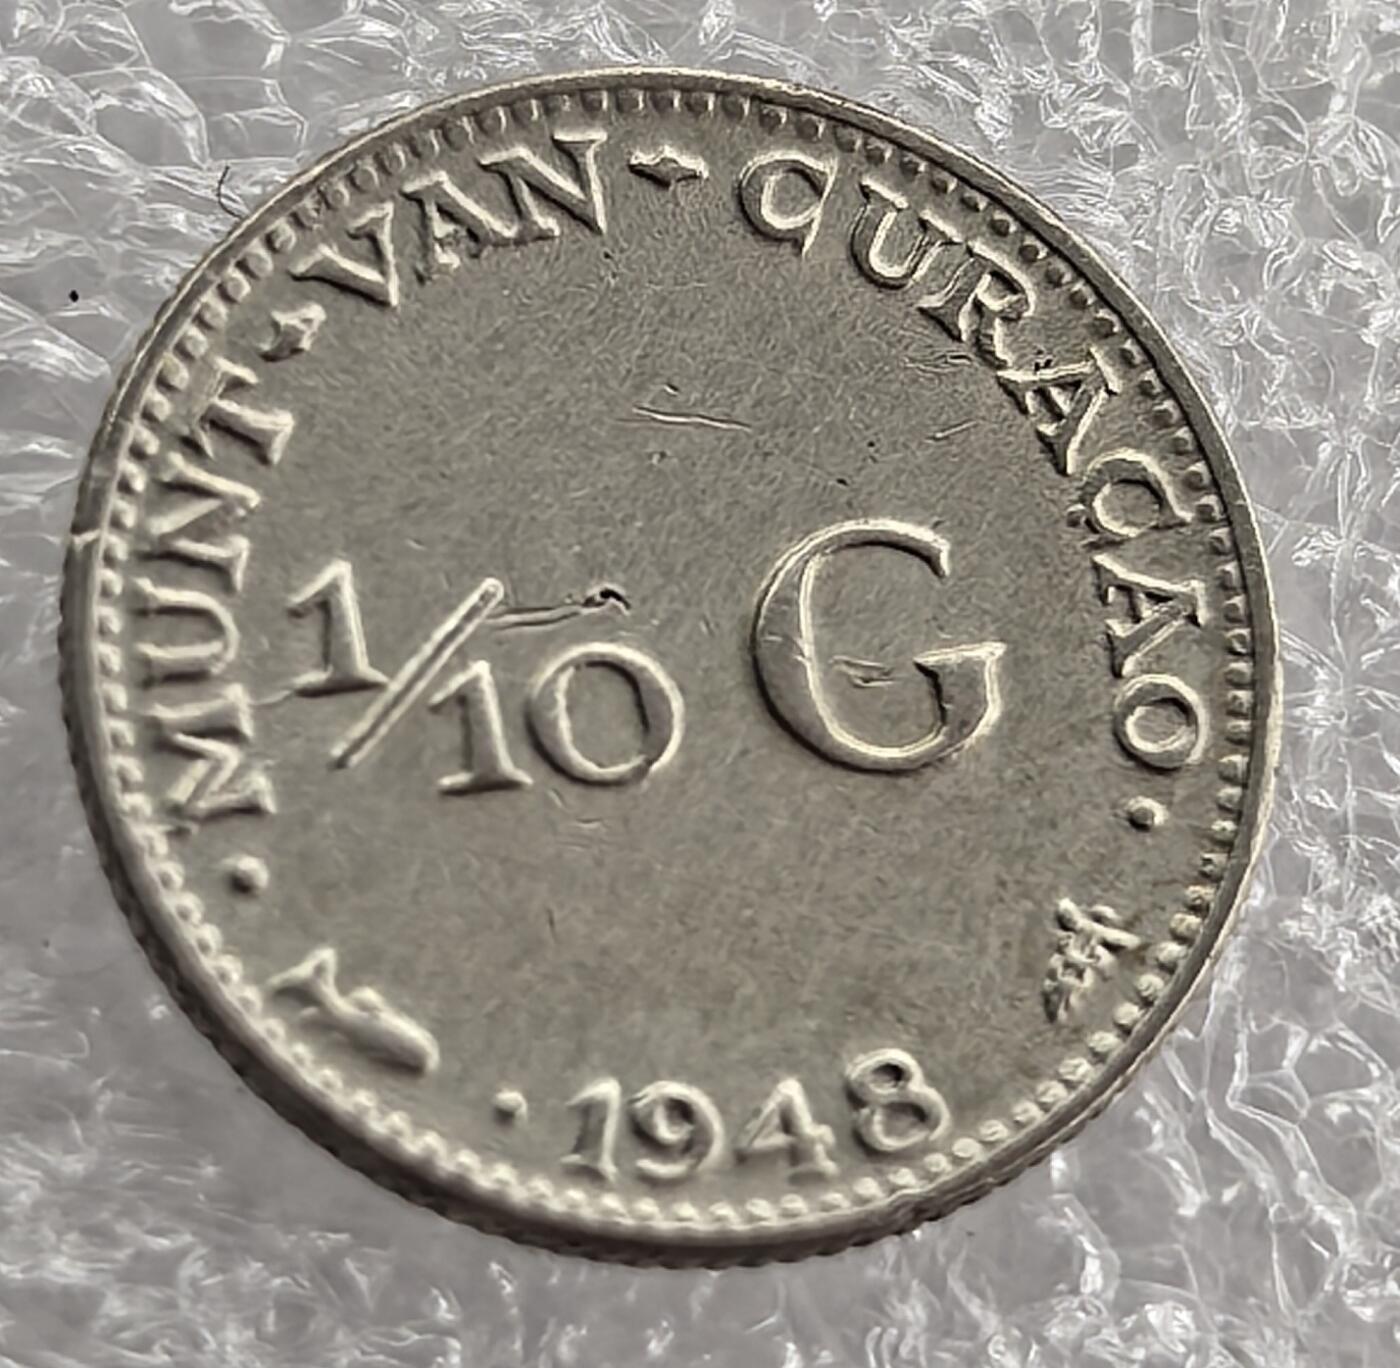 MUNT VAN CURAÇAO
1/10 G
1948